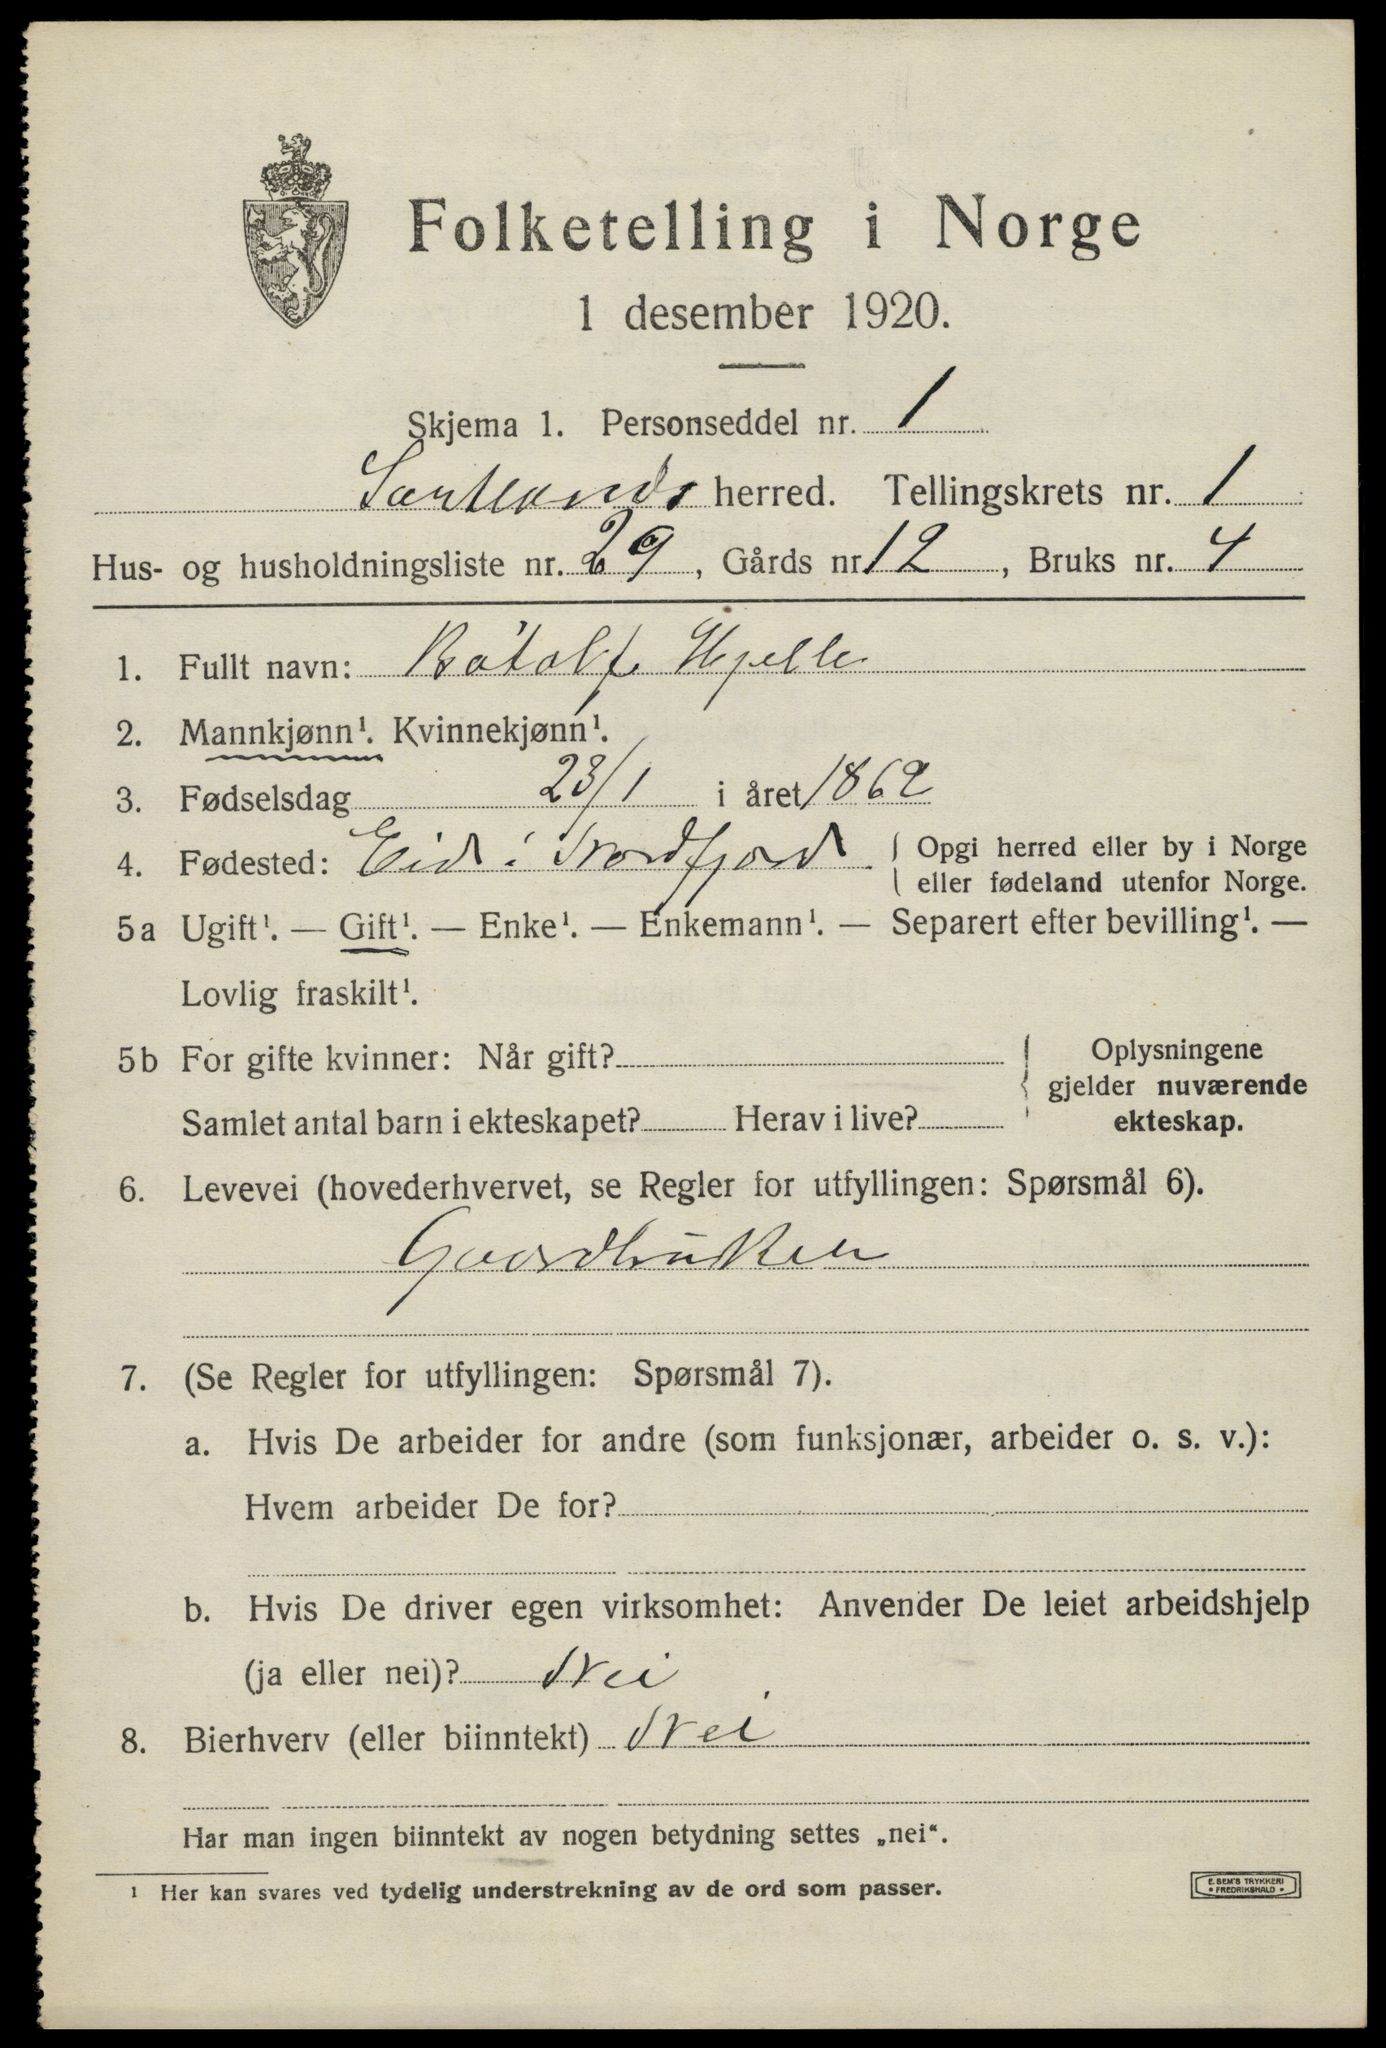 Folketelling i Norge
1 desember 1920.
Skjema 1. Personseddel nr. 1
Sortlands herred. Tellingskrets nr. 1
Hus- og husholdningsliste nr. 29, Gårds nr 12, Bruks nr. 4
1. Fullt navn: Bótolf Hjelle
2. Mannkjønn¹. Kvinnekjønn¹.
3. Fødselsdag 23/1 i året 1862
4. Fødested: Eid i Nordfjord { Opgi herred eller by i Norge
eller fødeland utenfor Norge.
5a Ugift¹. — Gift¹. — Enke¹. — Enkemann¹. — Separert efter bevilling¹. —
Lovlig fraskilt¹.
5b For gifte kvinner: Når gift?
Samlet antal barn i ekteskapet? Herav i live?
{ Oplysningene
gjelder nuværende
ekteskap.
6. Levevei (hovederhvervet, se Regler for utfyllingen: Spørsmål 6).
Gaardbruker
7. (Se Regler for utfyllingen: Spørsmål 7).
a. Hvis De arbeider for andre (som funksjonær, arbeider o. s. v.):
Hvem arbeider De for?
b. Hvis De driver egen virksomhet: Anvender De leiet arbeidshjelp
(ja eller nei)? Nei
8. Bierhverv (eller biinntekt) Nei
Har man ingen biinntekt av nogen betydning settes „nei“.
¹ Her kan svares ved tydelig understrekning av de ord som passer.
E. SEM'S TRYKKERI
• FREDRIKSHALD •